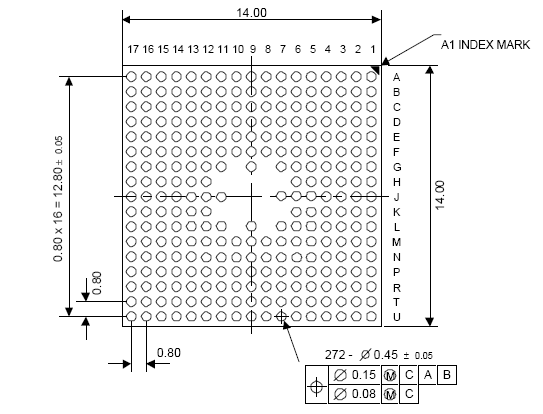 14.00
A1 INDEX MARK
17 16 15 14 13 12 11 10 9 8 7 6 5 4 3 2 1
A
B
C
D
E
F
G
H
J
K
L
M
N
P
R
T
U
0.80 x 16 = 12.80 ± 0.05
14.00
0.80
0.80
272 - ⌀ 0.45 ± 0.05
⌖ ⌀ 0.15 Ⓜ C A B
⌀ 0.08 Ⓜ C